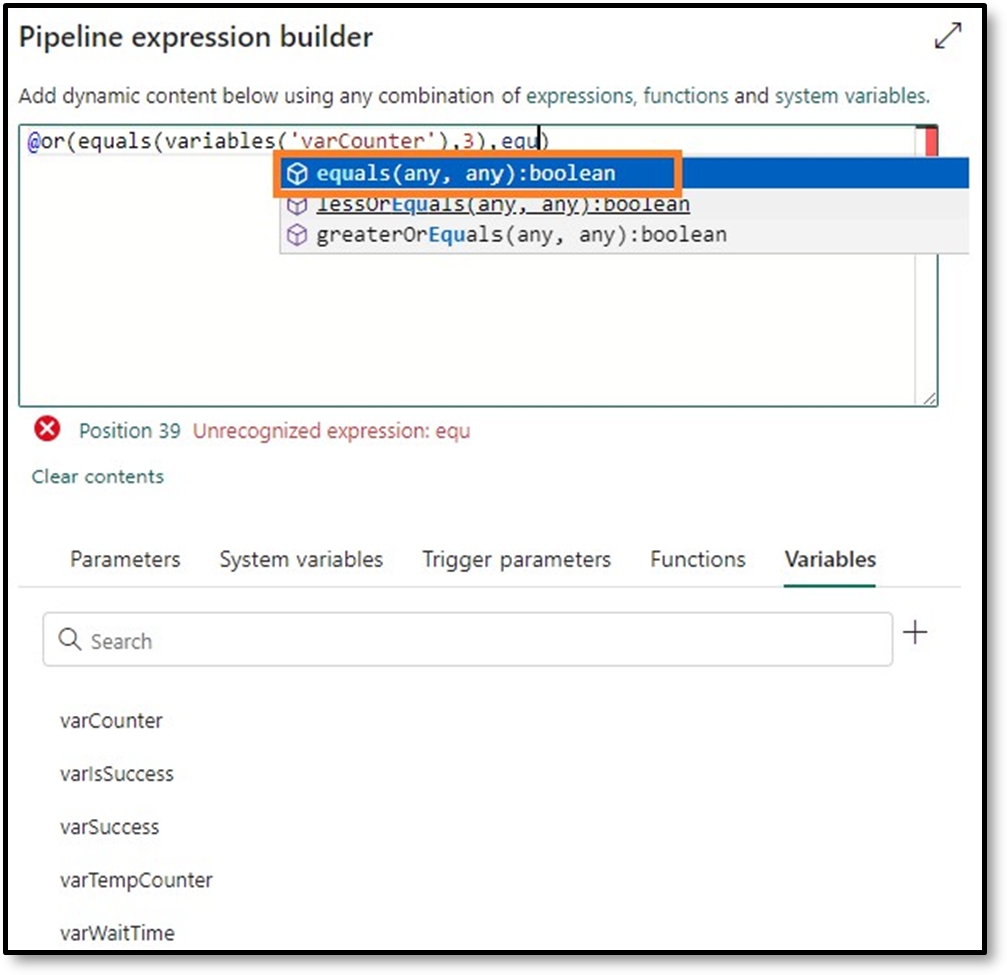 Pipeline expression builder
Add dynamic content below using any combination of expressions, functions and system variables.
@or(equals(variables('varCounter'),3),equ)
equals(any, any):boolean
lessOrEquals(any, any):boolean
greaterOrEquals(any, any):boolean
Position 39 Unrecognized expression: equ
Clear contents
Parameters System variables Trigger parameters Functions Variables
Search
varCounter
varIsSuccess
varSuccess
varTempCounter
varWaitTime